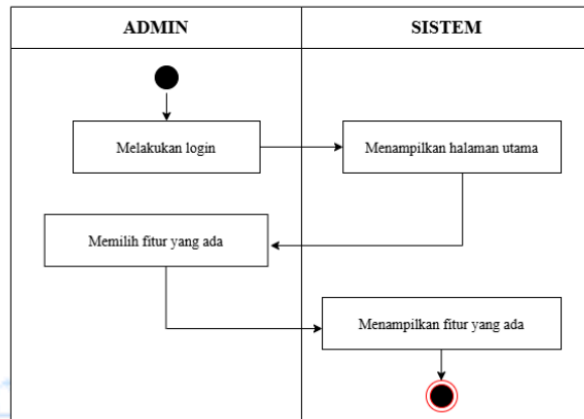 ADMIN
SISTEM
Melakukan login
Menampilkan halaman utama
Memilih fitur yang ada
Menampilkan fitur yang ada